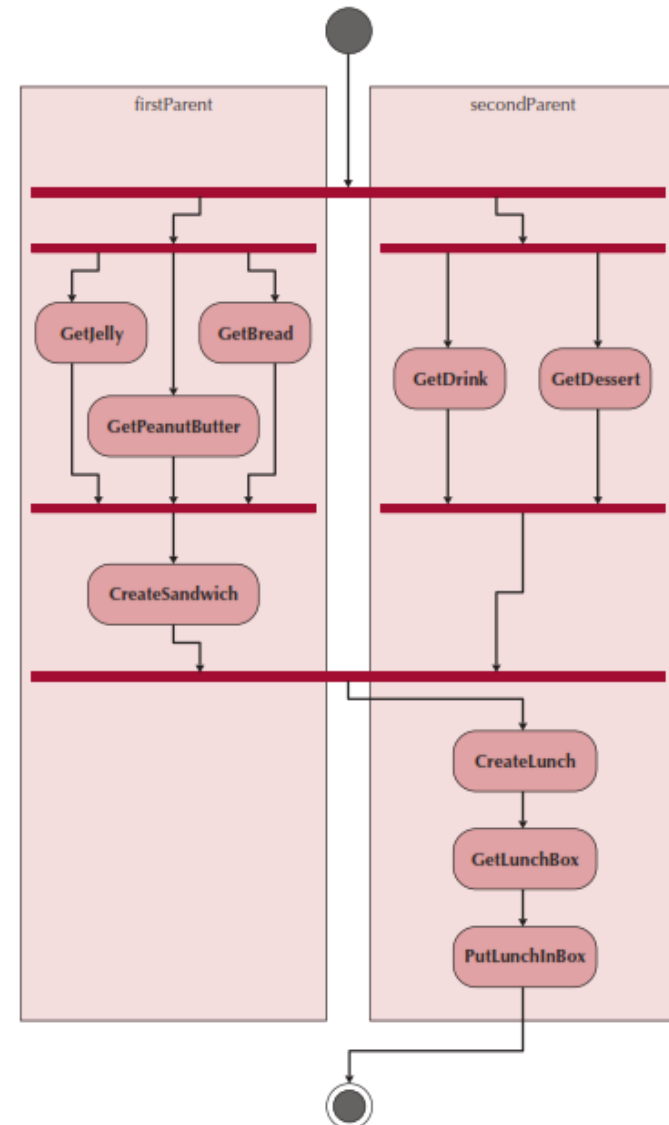 firstParent
secondParent
GetJelly
GetBread
GetDrink
GetDessert
GetPeanutButter
CreateSandwich
CreateLunch
GetLunchBox
PutLunchInBox